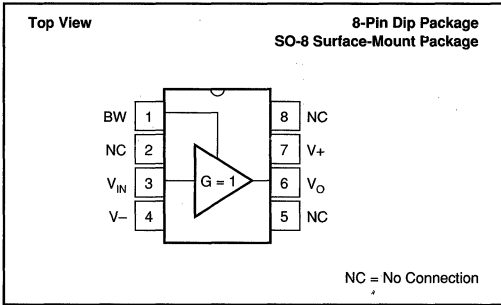 Top View
8-Pin Dip Package
SO-8 Surface-Mount Package
BW 1
8 NC
NC 2
7 V+
VIN 3
G = 1
6 VO
V– 4
5 NC
NC = No Connection